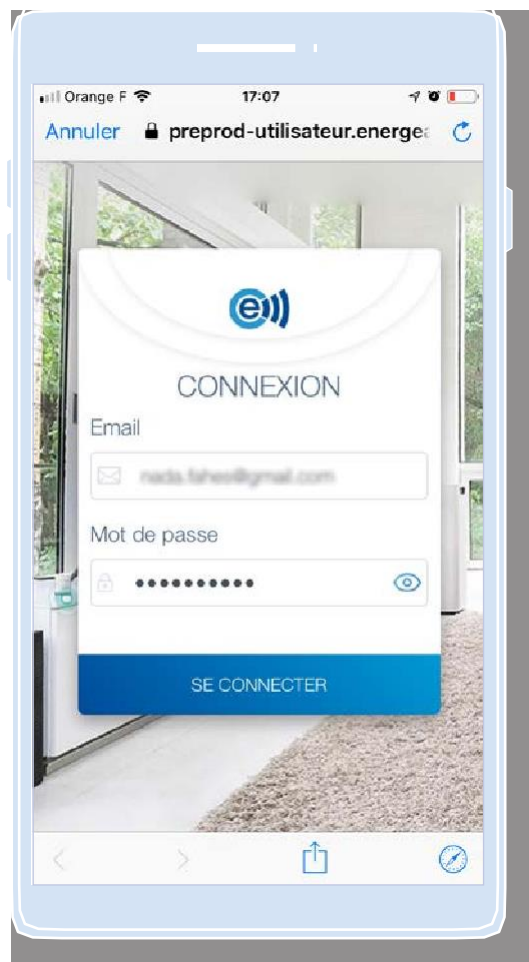 Orange F 17:07
Annuler preprod-utilisateur.energe
e
CONNEXION
Email
Mot de passe
••••••••••
SE CONNECTER